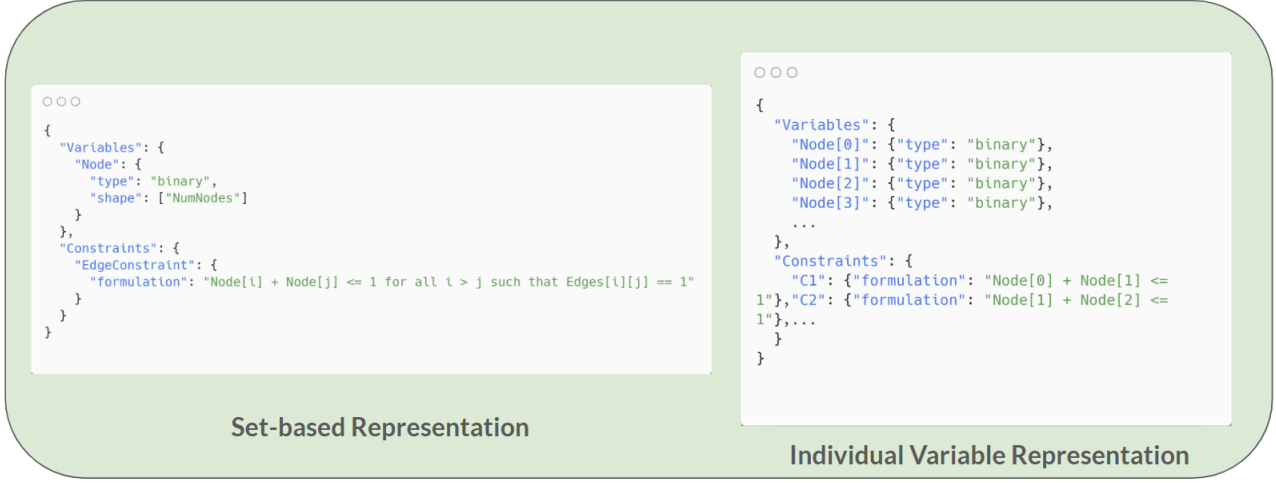 {
  "Variables": {
    "Node": {
      "type": "binary",
      "shape": ["NumNodes"]
    }
  },
  "Constraints": {
    "EdgeConstraint": {
      "formulation": "Node[i] + Node[j] <= 1 for all i > j such that Edges[i][j] == 1"
    }
  }
}
Set-based Representation
{
  "Variables": {
    "Node[0]": {"type": "binary"},
    "Node[1]": {"type": "binary"},
    "Node[2]": {"type": "binary"},
    "Node[3]": {"type": "binary"},
    ...
  },
  "Constraints": {
    "C1": {"formulation": "Node[0] + Node[1] <=
1"},"C2": {"formulation": "Node[1] + Node[2] <=
1"},...
  }
}
Individual Variable Representation